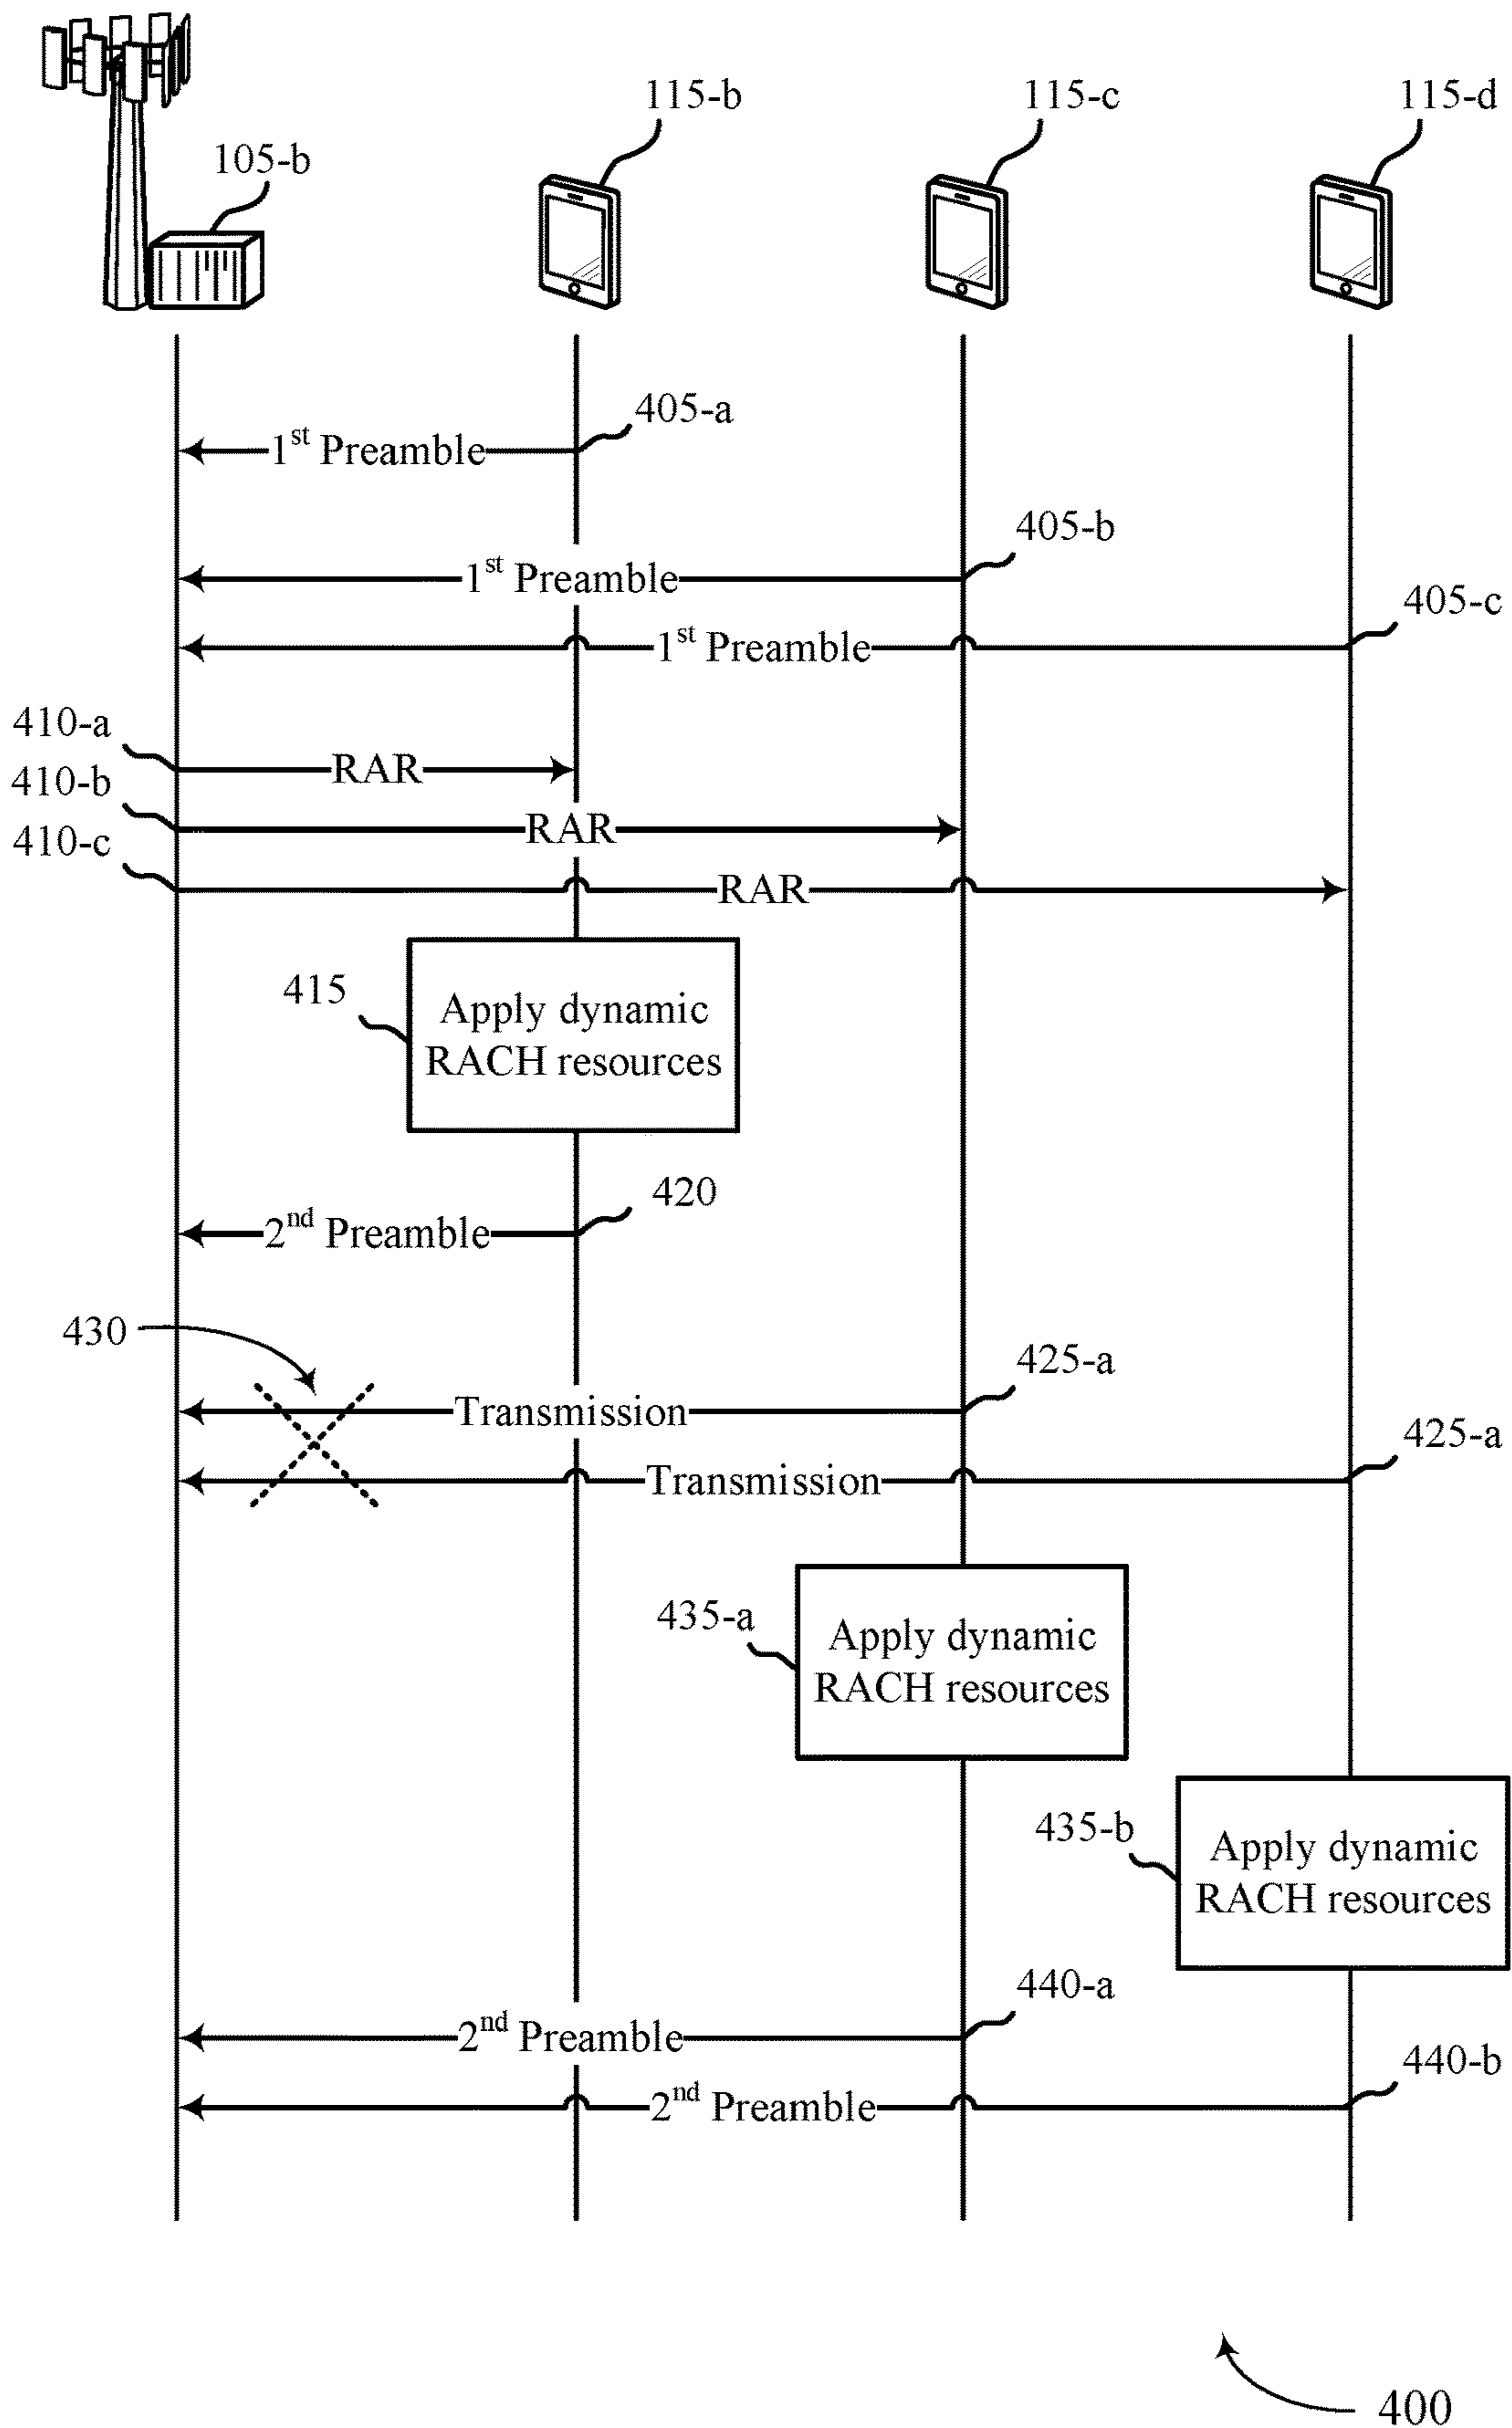 115-b
115-c
115-d
105-b
405-a
1st Preamble
405-b
1st Preamble
405-c
1st Preamble
410-a
RAR
410-b
RAR
410-c
RAR
415
Apply dynamic
RACH resources
420
2nd Preamble
430
425-a
Transmission
425-a
Transmission
435-a
Apply dynamic
RACH resources
435-b
Apply dynamic
RACH resources
440-a
2nd Preamble
440-b
2nd Preamble
400